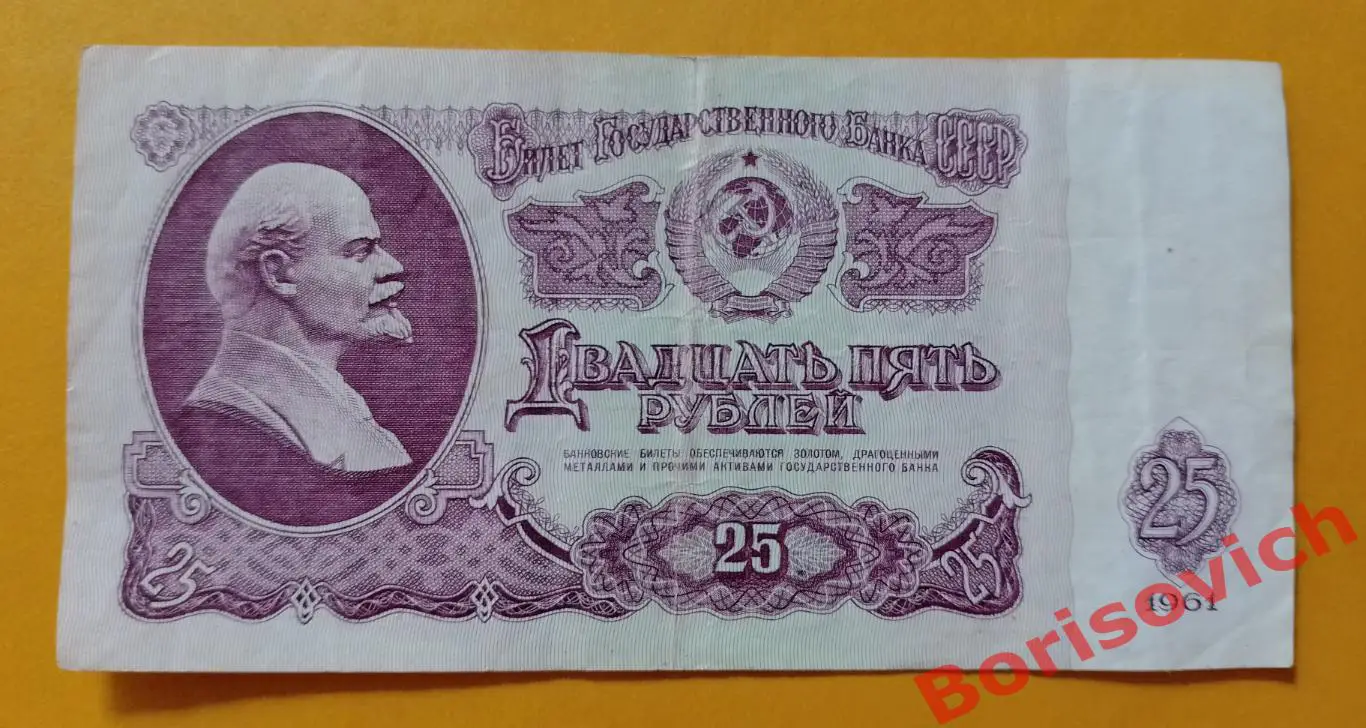 Билет Государственного Банка СССР
Двадцать пять
рублей
БАНКОВСКИЕ БИЛЕТЫ ОБЕСПЕЧИВАЮТСЯ ЗОЛОТОМ, ДРАГОЦЕННЫМИ
МЕТАЛЛАМИ И ПРОЧИМИ АКТИВАМИ ГОСУДАРСТВЕННОГО БАНКА
25
25
25
25
1961
Borisovich